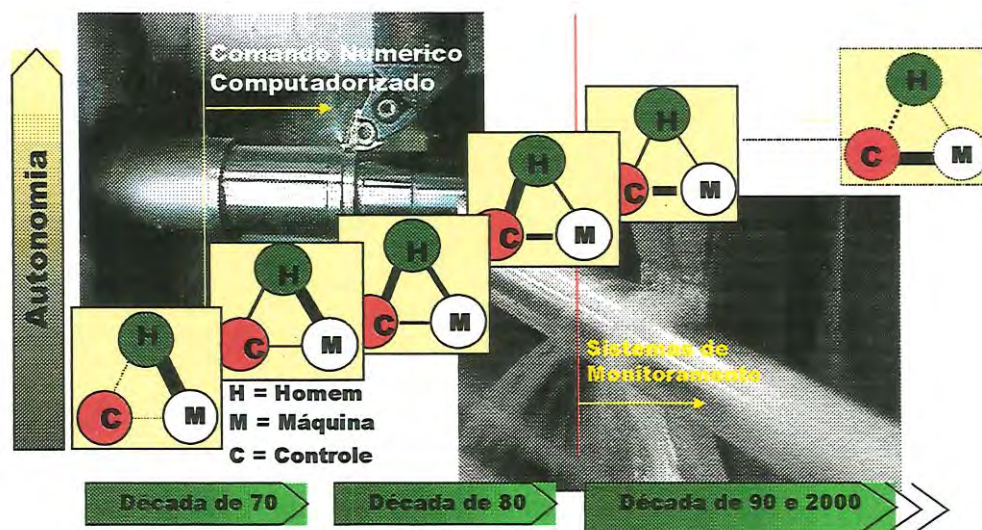 Comando Numérico
Computadorizado
Autonomia
H
C
M
H
C
M
H
C
M
H
C
M
H
C
M
H
C
M
H = Homem
M = Máquina
C = Controle
Sistemas de
Monitoramento
Década de 70
Década de 80
Década de 90 e 2000